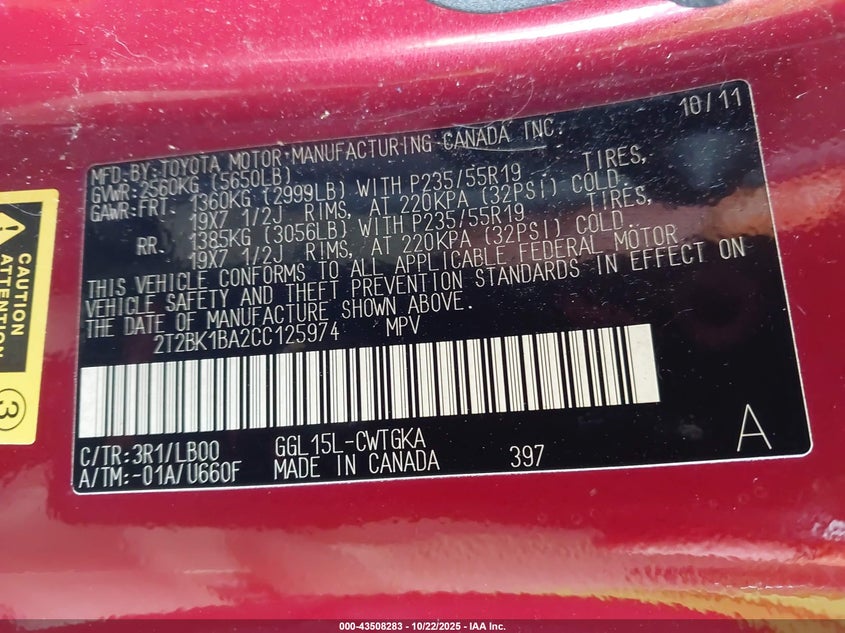 10/11
MFD.BY:TOYOTA MOTOR MANUFACTURING CANADA INC.
GVWR:2560KG (5650LB)
GAWR:FRT. 1360KG (2999LB) WITH P235/55R19 TIRES,
19X7 1/2J RIMS, AT 220KPA (32PSI) COLD.
RR. 1385KG (3056LB) WITH P235/55R19 TIRES,
19X7 1/2J RIMS, AT 220KPA (32PSI) COLD.
THIS VEHICLE CONFORMS TO ALL APPLICABLE FEDERAL MOTOR
VEHICLE SAFETY AND THEFT PREVENTION STANDARDS IN EFFECT ON
THE DATE OF MANUFACTURE SHOWN ABOVE.
2T2BK1BA2CC125974 MPV
C/TR:3R1/LB00 GGL15L-CWTGKA
A/TM:-01A/U660F MADE IN CANADA 397
A
CAUTION
ATTENTION
3
000-43508283 - 10/22/2025 - IAA Inc.